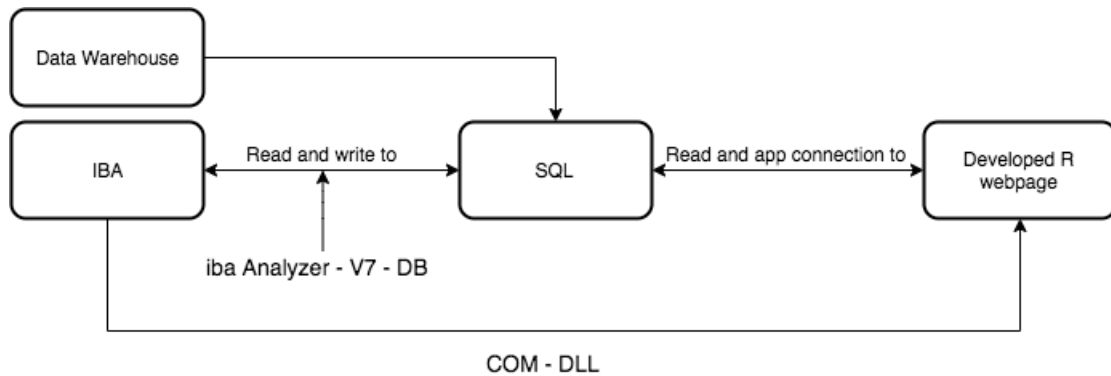 Data Warehouse
IBA
Read and write to
SQL
Read and app connection to
Developed R
webpage
iba Analyzer - V7 - DB
COM - DLL